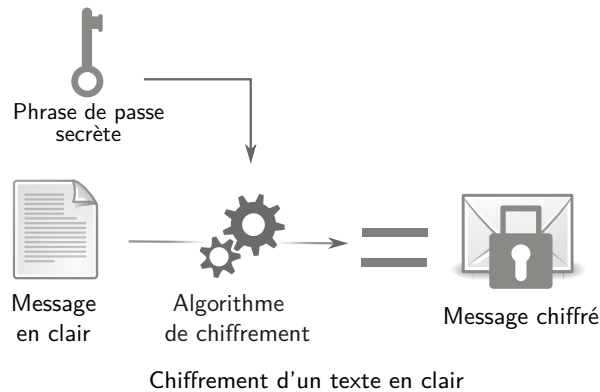 Phrase de passe
secrète
Message
en clair
Algorithme
de chiffrement
Message chiffré
Chiffrement d'un texte en clair